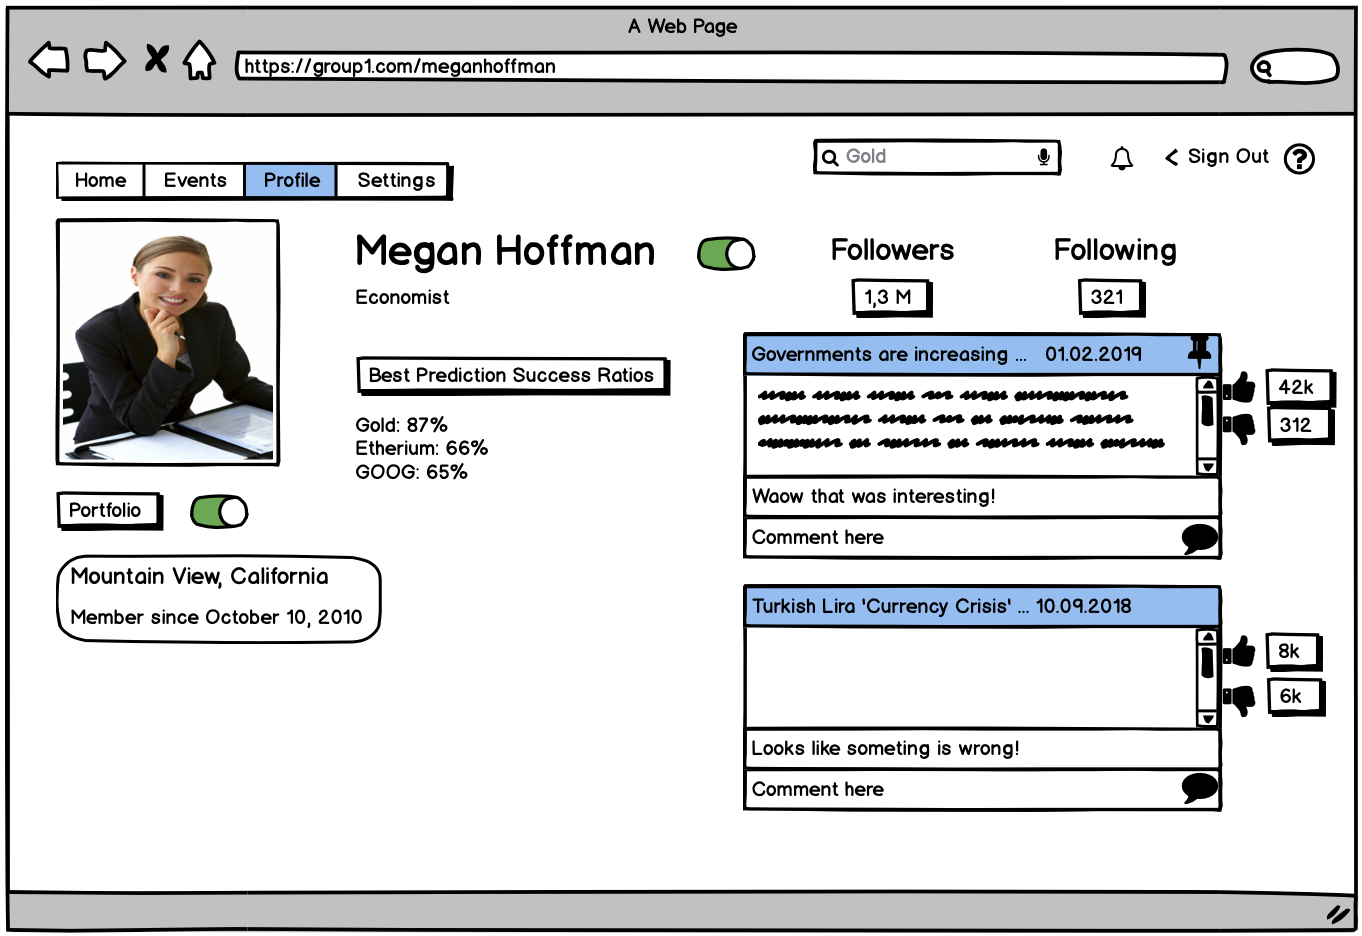 A Web Page
https://group1.com/meganhoffman
Gold
Sign Out
Home Events Profile Settings
Megan Hoffman
Economist
Followers
1,3 M
Following
321
Best Prediction Success Ratios
Gold: 87%
Etherium: 66%
GOOG: 65%
Portfolio
Mountain View, California
Member since October 10, 2010
Governments are increasing ... 01.02.2019
42k
312
Waow that was interesting!
Comment here
Turkish Lira 'Currency Crisis' ... 10.09.2018
8k
6k
Looks like someting is wrong!
Comment here